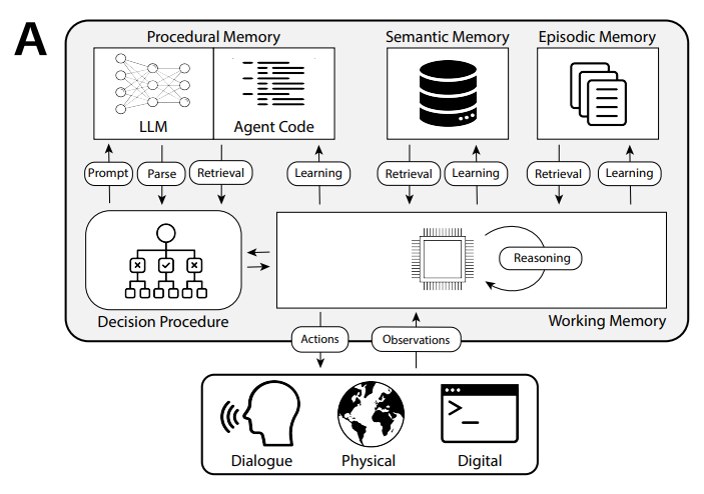 A
Procedural Memory
Semantic Memory
Episodic Memory
LLM
Agent Code
Prompt
Parse
Retrieval
Learning
Retrieval
Learning
Retrieval
Learning
Reasoning
Decision Procedure
Working Memory
Actions
Observations
>_
Dialogue
Physical
Digital